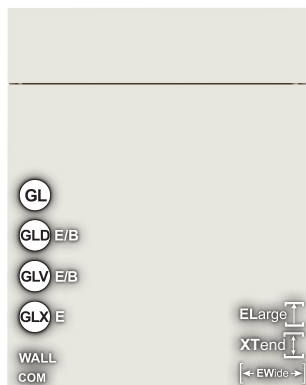 GL
GLD E/B
GLV E/B
GLX E
WALL
COM
ELarge
XTend
EWide